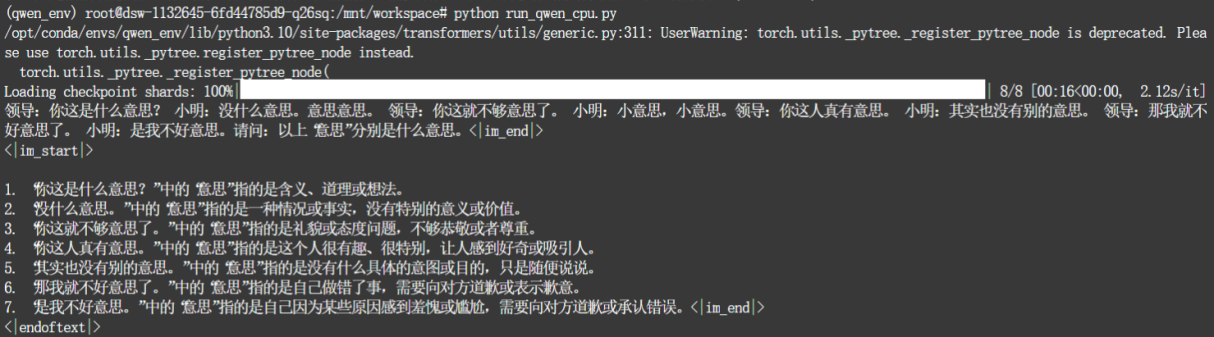 (qwen_env) root@dsw-1132645-6fd44785d9-q26sq:/mnt/workspace# python run_qwen_cpu.py
/opt/conda/envs/qwen_env/lib/python3.10/site-packages/transformers/utils/generic.py:311: UserWarning: torch.utils._pytree._register_pytree_node is deprecated. Plea
se use torch.utils._pytree.register_pytree_node instead.
  torch.utils._pytree._register_pytree_node(
Loading checkpoint shards: 100%| | 8/8 [00:16<00:00,  2.12s/it]
领导：你这是什么意思？ 小明：没什么意思。意思意思。 领导：你这就不够意思了。 小明：小意思，小意思。领导：你这人真有意思。 小明：其实也没有别的意思。 领导：那我就不
好意思了。 小明：是我不好意思。请问：以上“意思”分别是什么意思。<|im_end|>
<|im_start|>
1. “你这是什么意思？”中的“意思”指的是含义、道理或想法。
2. “没什么意思。”中的“意思”指的是一种情况或事实，没有特别的意义或价值。
3. “你这就不够意思了。”中的“意思”指的是礼貌或态度问题，不够恭敬或者尊重。
4. “你这人真有意思。”中的“意思”指的是这个人很有趣、很特别，让人感到好奇或吸引人。
5. “其实也没有别的意思。”中的“意思”指的是没有什么具体的意图或目的，只是随便说说。
6. “那我就不好意思了。”中的“意思”指的是自己做错了事，需要向对方道歉或表示歉意。
7. “是我不好意思。”中的“意思”指的是自己因为某些原因感到羞愧或尴尬，需要向对方道歉或承认错误。<|im_end|>
<|endoftext|>